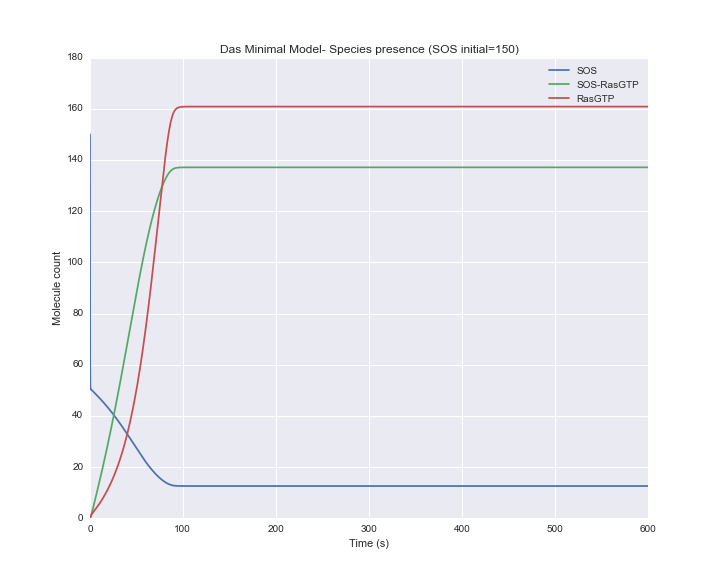 Das Minimal Model- Species presence (SOS initial=150)
180
160
140
120
100
80
60
40
20
0
Molecule count
SOS
SOS-RasGTP
RasGTP
0 100 200 300 400 500 600
Time (s)